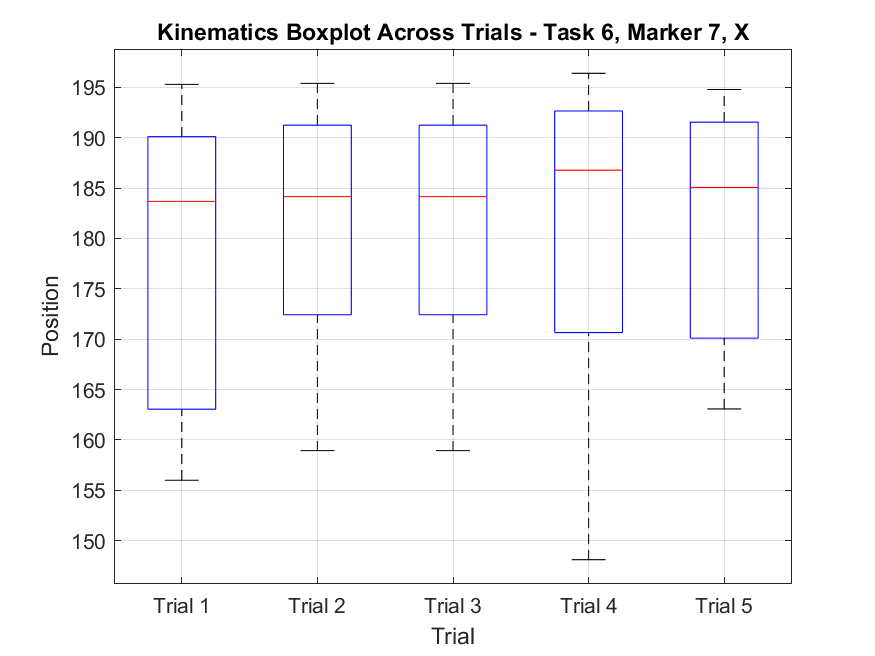 Kinematics Boxplot Across Trials - Task 6, Marker 7, X
195
190
185
180
175
170
165
160
155
150
Position
Trial 1 Trial 2 Trial 3 Trial 4 Trial 5
Trial